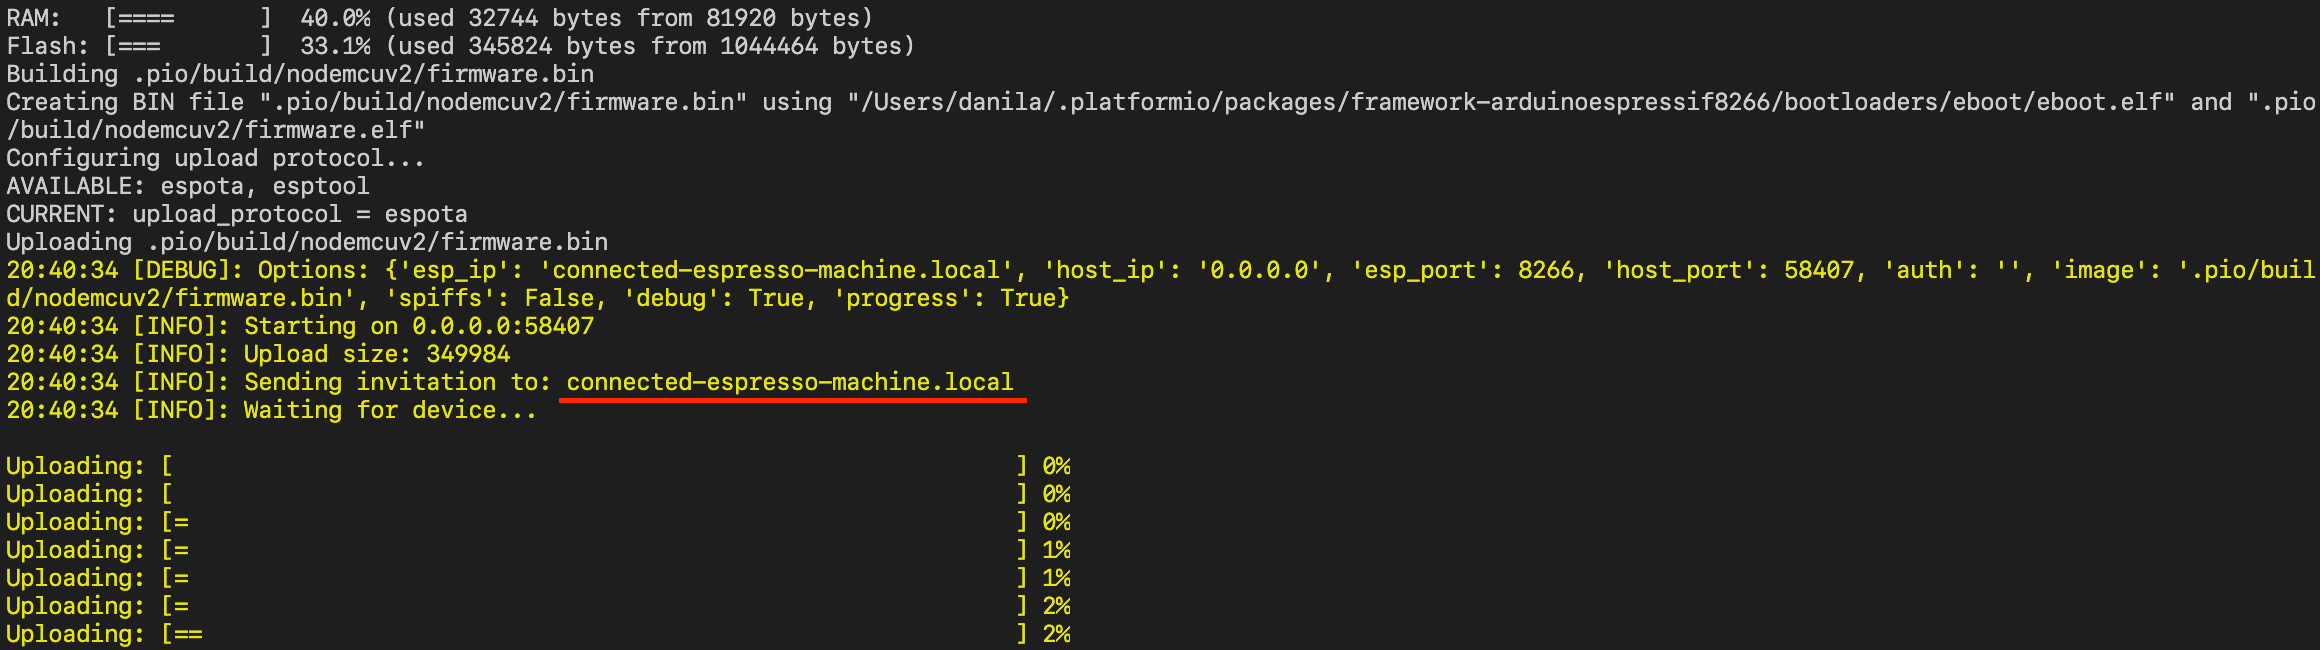 RAM:   [====      ]  40.0% (used 32744 bytes from 81920 bytes)
Flash: [===       ]  33.1% (used 345824 bytes from 1044464 bytes)
Building .pio/build/nodemcuv2/firmware.bin
Creating BIN file ".pio/build/nodemcuv2/firmware.bin" using "/Users/danila/.platformio/packages/framework-arduinoespressif8266/bootloaders/eboot/eboot.elf" and ".pio
/build/nodemcuv2/firmware.elf"
Configuring upload protocol...
AVAILABLE: espota, esptool
CURRENT: upload_protocol = espota
Uploading .pio/build/nodemcuv2/firmware.bin
20:40:34 [DEBUG]: Options: {'esp_ip': 'connected-espresso-machine.local', 'host_ip': '0.0.0.0', 'esp_port': 8266, 'host_port': 58407, 'auth': '', 'image': '.pio/buil
d/nodemcuv2/firmware.bin', 'spiffs': False, 'debug': True, 'progress': True}
20:40:34 [INFO]: Starting on 0.0.0.0:58407
20:40:34 [INFO]: Upload size: 349984
20:40:34 [INFO]: Sending invitation to: connected-espresso-machine.local
20:40:34 [INFO]: Waiting for device...
Uploading: [                                                            ] 0%
Uploading: [                                                            ] 0%
Uploading: [=                                                           ] 0%
Uploading: [=                                                           ] 1%
Uploading: [=                                                           ] 1%
Uploading: [=                                                           ] 2%
Uploading: [==                                                          ] 2%